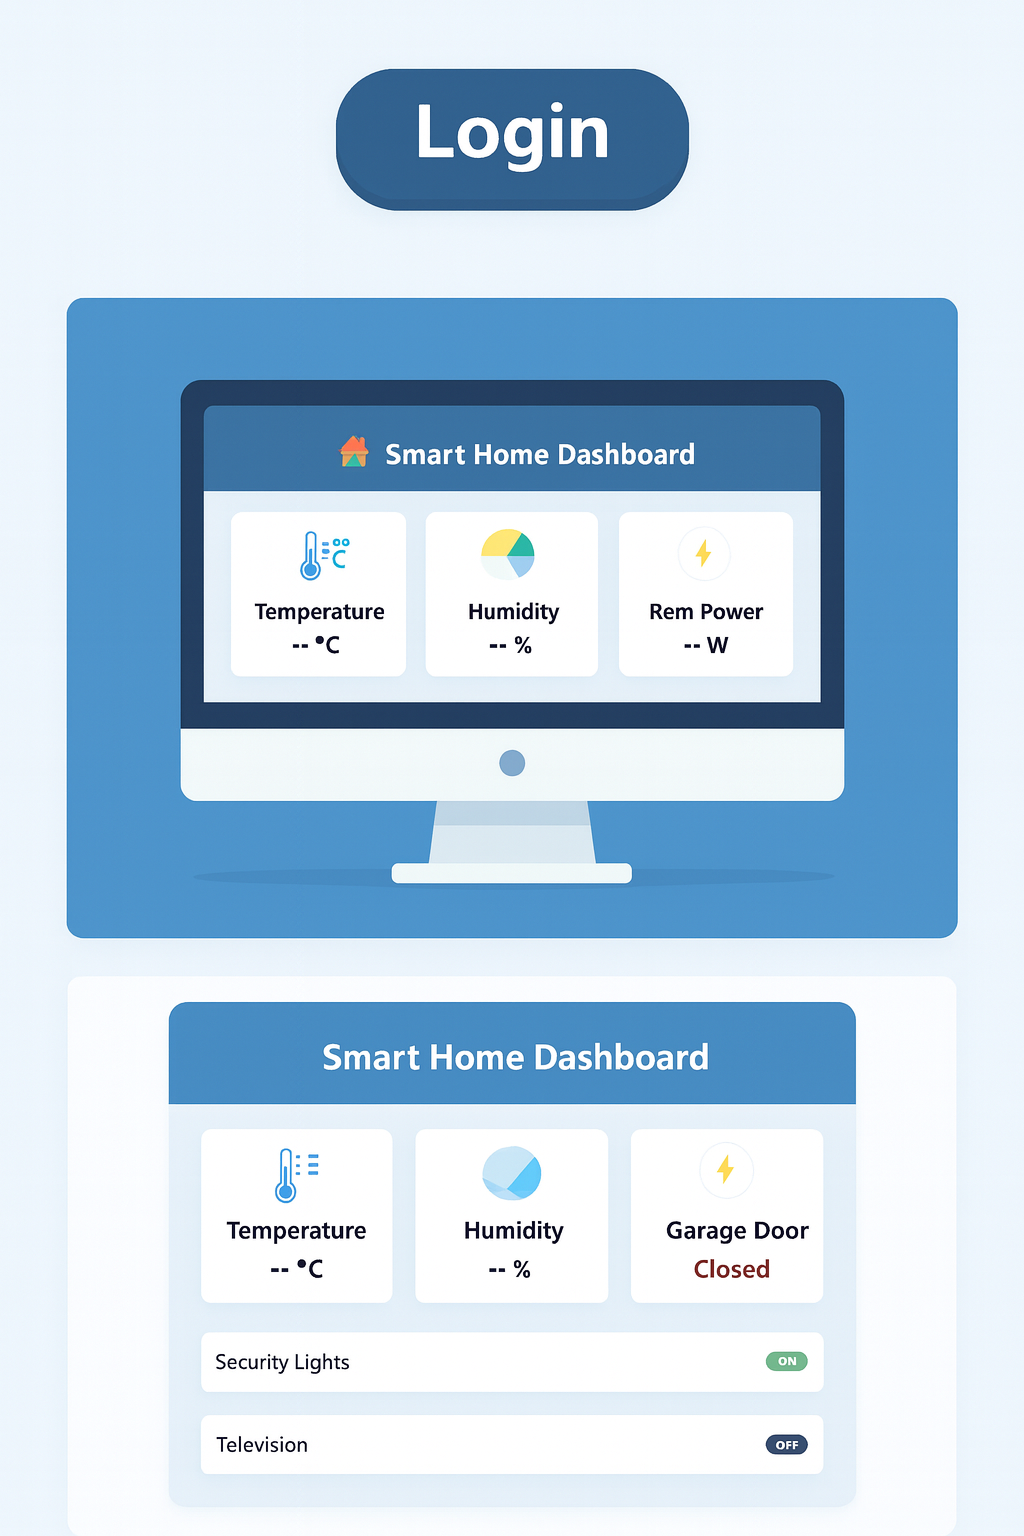 Login
Smart Home Dashboard
°C
Temperature
-- °C
Humidity
-- %
Rem Power
-- W
Smart Home Dashboard
Temperature
-- °C
Humidity
-- %
Garage Door
Closed
Security Lights
ON
Television
OFF